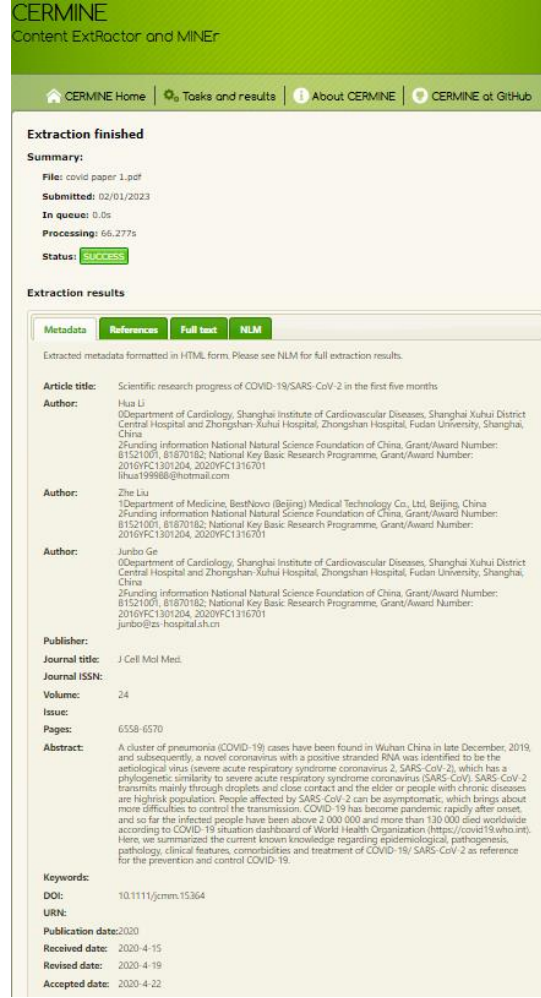 CERMINE
Content ExtRactor and MINEr
CERMINE Home
Tasks and results
About CERMINE
CERMINE at GitHub
Extraction finished
Summary:
File: covid paper 1.pdf
Submitted: 02/01/2023
In queue: 0.0s
Processing: 66.277s
Status: SUCCESS
Extraction results
Metadata References Full text NLM
Extracted metadata formatted in HTML form. Please see NLM for full extraction results.
Article title: Scientific research progress of COVID-19/SARS-CoV-2 in the first five months
Author: Hua Li
0Department of Cardiology, Shanghai Institute of Cardiovascular Diseases, Shanghai Xuhui District
Central Hospital and Zhongshan-Xuhui Hospital, Zhongshan Hospital, Fudan University, Shanghai,
China
2Funding information National Natural Science Foundation of China, Grant/Award Number:
81521001, 81870182; National Key Basic Research Programme, Grant/Award Number:
2016YFC1301204, 2020YFC1316701
lihua199988@hotmail.com
Author: Zhe Liu
1Department of Medicine, BestNovo (Beijing) Medical Technology Co., Ltd, Beijing, China
2Funding information National Natural Science Foundation of China, Grant/Award Number:
81521001, 81870182; National Key Basic Research Programme, Grant/Award Number:
2016YFC1301204, 2020YFC1316701
Author: Junbo Ge
0Department of Cardiology, Shanghai Institute of Cardiovascular Diseases, Shanghai Xuhui District
Central Hospital and Zhongshan-Xuhui Hospital, Zhongshan Hospital, Fudan University, Shanghai,
China
2Funding information National Natural Science Foundation of China, Grant/Award Number:
81521001, 81870182; National Key Basic Research Programme, Grant/Award Number:
2016YFC1301204, 2020YFC1316701
junbo@zs-hospital.sh.cn
Publisher:
Journal title: J Cell Mol Med.
Journal ISSN:
Volume: 24
Issue:
Pages: 6558-6570
Abstract: A cluster of pneumonia (COVID-19) cases have been found in Wuhan China in late December, 2019,
and subsequently, a novel coronavirus with a positive stranded RNA was identified to be the
aetiological virus (severe acute respiratory syndrome coronavirus 2, SARS-CoV-2), which has a
phylogenetic similarity to severe acute respiratory syndrome coronavirus (SARS-CoV). SARS-CoV-2
transmits mainly through droplets and close contact and the elder or people with chronic diseases
are highrisk population. People affected by SARS-CoV-2 can be asymptomatic, which brings about
more difficulties to control the transmission. COVID-19 has become pandemic rapidly after onset,
and so far the infected people have been above 2 000 000 and more than 130 000 died worldwide
according to COVID-19 situation dashboard of World Health Organization (https://covid19.who.int).
Here, we summarized the current known knowledge regarding epidemiological, pathogenesis,
pathology, clinical features, comorbidities and treatment of COVID-19/ SARS-CoV-2 as reference
for the prevention and control COVID-19.
Keywords:
DOI: 10.1111/jcmm.15364
URN:
Publication date:2020
Received date: 2020-4-15
Revised date: 2020-4-19
Accepted date: 2020-4-22